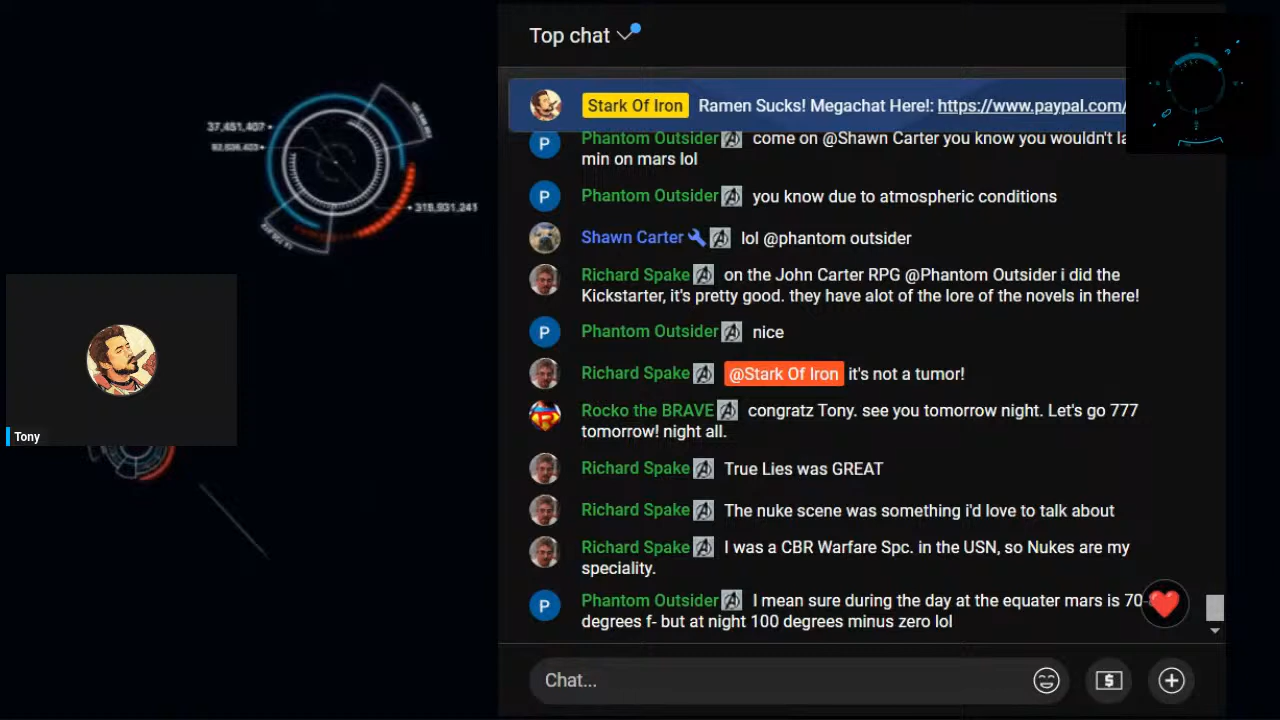 Top chat
Stark Of Iron Ramen Sucks! Megachat Here!: https://www.paypal.com/
Phantom Outsider come on @Shawn Carter you know you wouldn't
min on mars lol
Phantom Outsider you know due to atmospheric conditions
Shawn Carter lol @phantom outsider
Richard Spake on the John Carter RPG @Phantom Outsider i did the
Kickstarter, it's pretty good. they have alot of the lore of the novels in there!
Phantom Outsider nice
Richard Spake @Stark Of Iron it's not a tumor!
Rocko the BRAVE congratz Tony. see you tomorrow night. Let's go 777
tomorrow! night all.
Richard Spake True Lies was GREAT
Richard Spake The nuke scene was something i'd love to talk about
Richard Spake I was a CBR Warfare Spc. in the USN, so Nukes are my
speciality.
Phantom Outsider I mean sure during the day at the equater mars is 70-
degrees f- but at night 100 degrees minus zero lol
Chat...
37,451,407
318,931,241
Tony
P
P
P
P